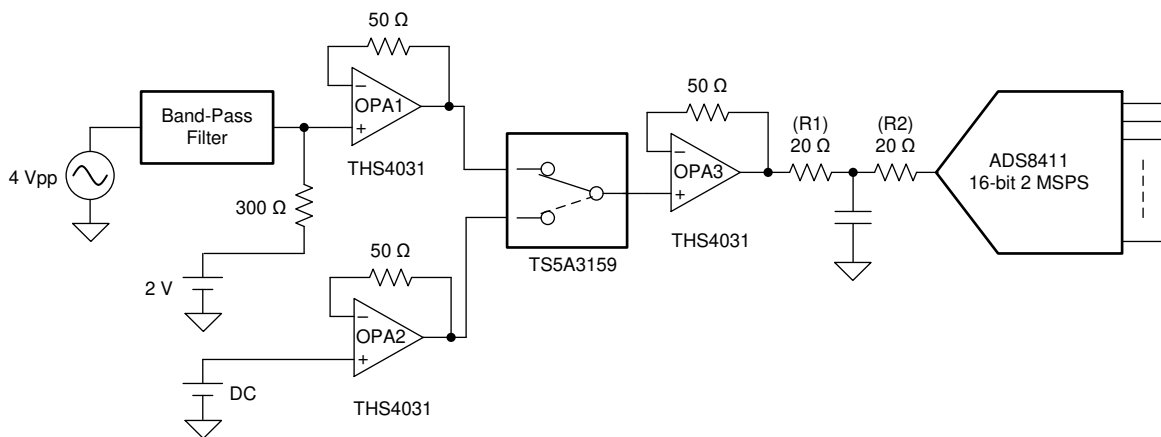 50 Ω
Band-Pass
Filter
−
OPA1
+
THS4031
4 Vpp
300 Ω
2 V
50 Ω
−
OPA2
+
DC
THS4031
TS5A3159
50 Ω
−
OPA3
+
THS4031
(R1)
20 Ω
(R2)
20 Ω
ADS8411
16-bit 2 MSPS